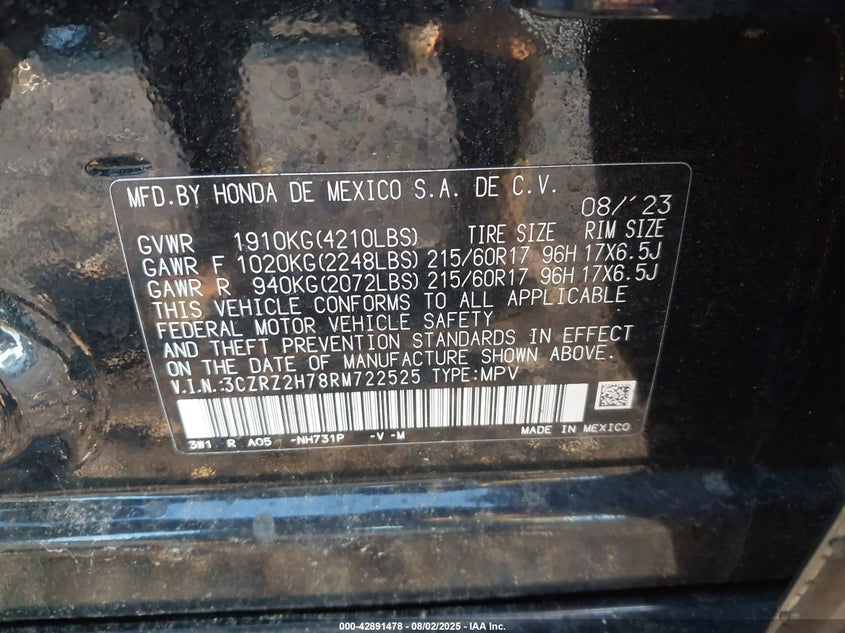 MFD.BY HONDA DE MEXICO S.A. DE C.V.
08/'23
GVWR 1910KG(4210LBS) TIRE SIZE RIM SIZE
GAWR F 1020KG(2248LBS) 215/60R17 96H 17X6.5J
GAWR R 940KG(2072LBS) 215/60R17 96H 17X6.5J
THIS VEHICLE CONFORMS TO ALL APPLICABLE
FEDERAL MOTOR VEHICLE SAFETY
AND THEFT PREVENTION STANDARDS IN EFFECT
ON THE DATE OF MANUFACTURE SHOWN ABOVE.
V.I.N.:3CZRZ2H78RM722525 TYPE:MPV
3W1 R A05 -NH731P -V -M MADE IN MEXICO
000-42891478 - 08/02/2025 - IAA Inc.